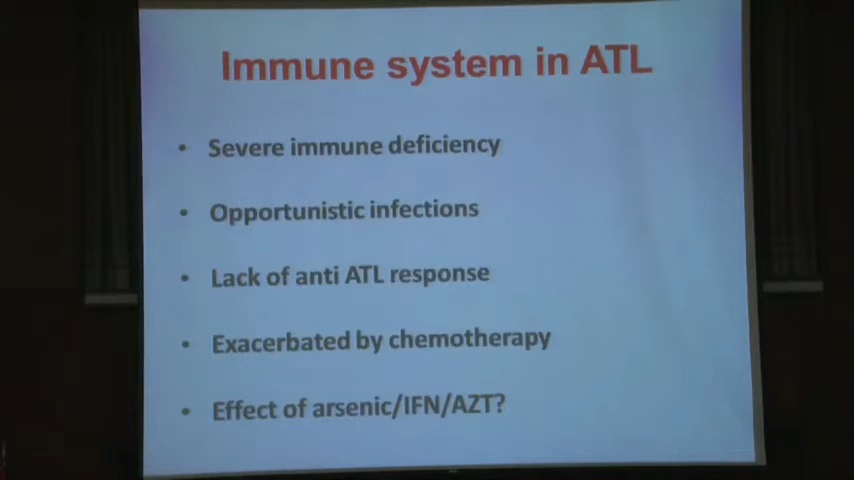 Immune system in ATL
• Severe immune deficiency
• Opportunistic infections
• Lack of anti ATL response
• Exacerbated by chemotherapy
• Effect of arsenic/IFN/AZT?